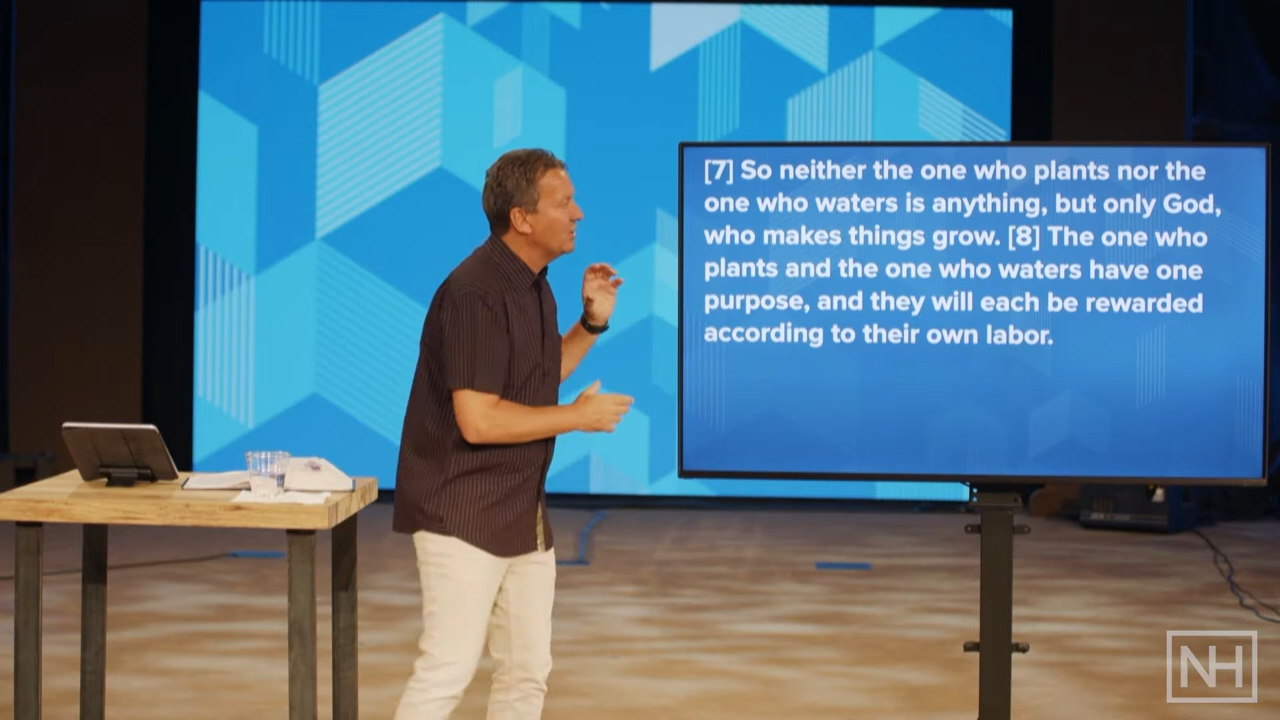 [7] So neither the one who plants nor the
one who waters is anything, but only God,
who makes things grow. [8] The one who
plants and the one who waters have one
purpose, and they will each be rewarded
according to their own labor.
NH